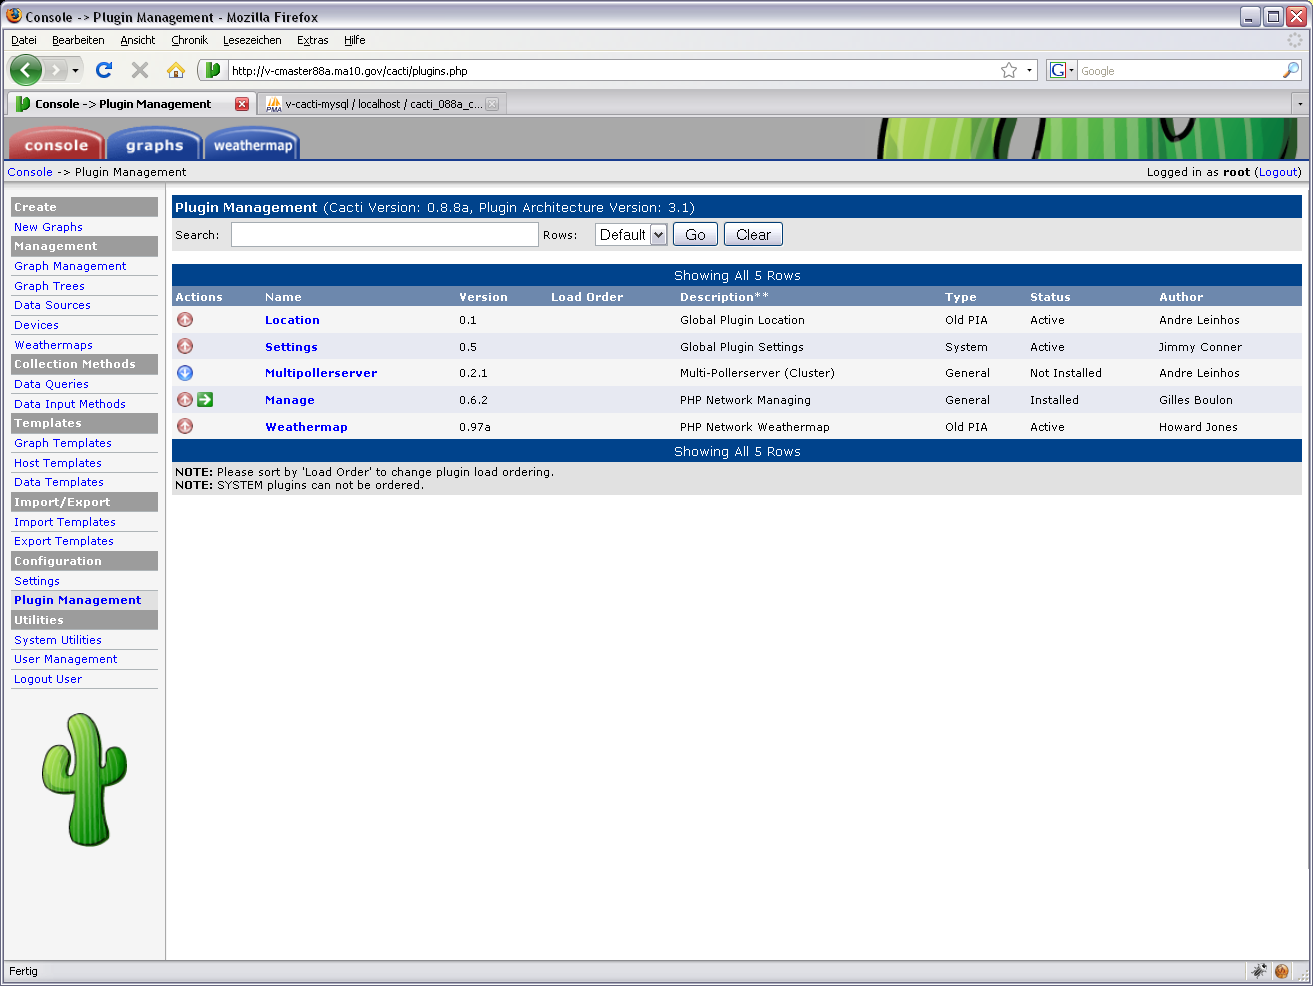 Console -> Plugin Management - Mozilla Firefox
Datei Bearbeiten Ansicht Chronik Lesezeichen Extras Hilfe
http://v-cmaster88a.ma10.gov/cacti/plugins.php
G Google
Console -> Plugin Management
PMA v-cacti-mysql / localhost / cacti_088a_c...
console graphs weathermap
Console -> Plugin Management
Logged in as root (Logout)
Create
New Graphs
Management
Graph Management
Graph Trees
Data Sources
Devices
Weathermaps
Collection Methods
Data Queries
Data Input Methods
Templates
Graph Templates
Host Templates
Data Templates
Import/Export
Import Templates
Export Templates
Configuration
Settings
Plugin Management
Utilities
System Utilities
User Management
Logout User
Plugin Management (Cacti Version: 0.8.8a, Plugin Architecture Version: 3.1)
Search: Rows: Default Go Clear
Showing All 5 Rows
Actions Name Version Load Order Description** Type Status Author
Location 0.1 Global Plugin Location Old PIA Active Andre Leinhos
Settings 0.5 Global Plugin Settings System Active Jimmy Conner
Multipollerserver 0.2.1 Multi-Pollerserver (Cluster) General Not Installed Andre Leinhos
Manage 0.6.2 PHP Network Managing General Installed Gilles Boulon
Weathermap 0.97a PHP Network Weathermap Old PIA Active Howard Jones
Showing All 5 Rows
NOTE: Please sort by 'Load Order' to change plugin load ordering.
NOTE: SYSTEM plugins can not be ordered.
Fertig